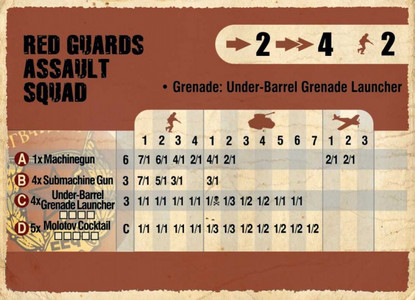 RED GUARDS
ASSAULT
SQUAD
2 4 2
• Grenade: Under-Barrel Grenade Launcher
1 2 3 4 1 2 3 4 5 6 7 1 2 3
A 1x Machinegun 6 7/1 6/1 4/1 2/1 4/1 2/1 2/1 2/1
B 4x Submachine Gun 3 7/1 5/1 3/1 3/1
C 4x Under-Barrel Grenade Launcher 3 1/1 1/1 1/1 1/1 1/3 1/2 1/2 1/1 1/1
D 5x Molotov Cocktail C 1/1 1/1 1/1 1/1 1/3 1/3 1/2 1/2 1/2 1/2 1/2